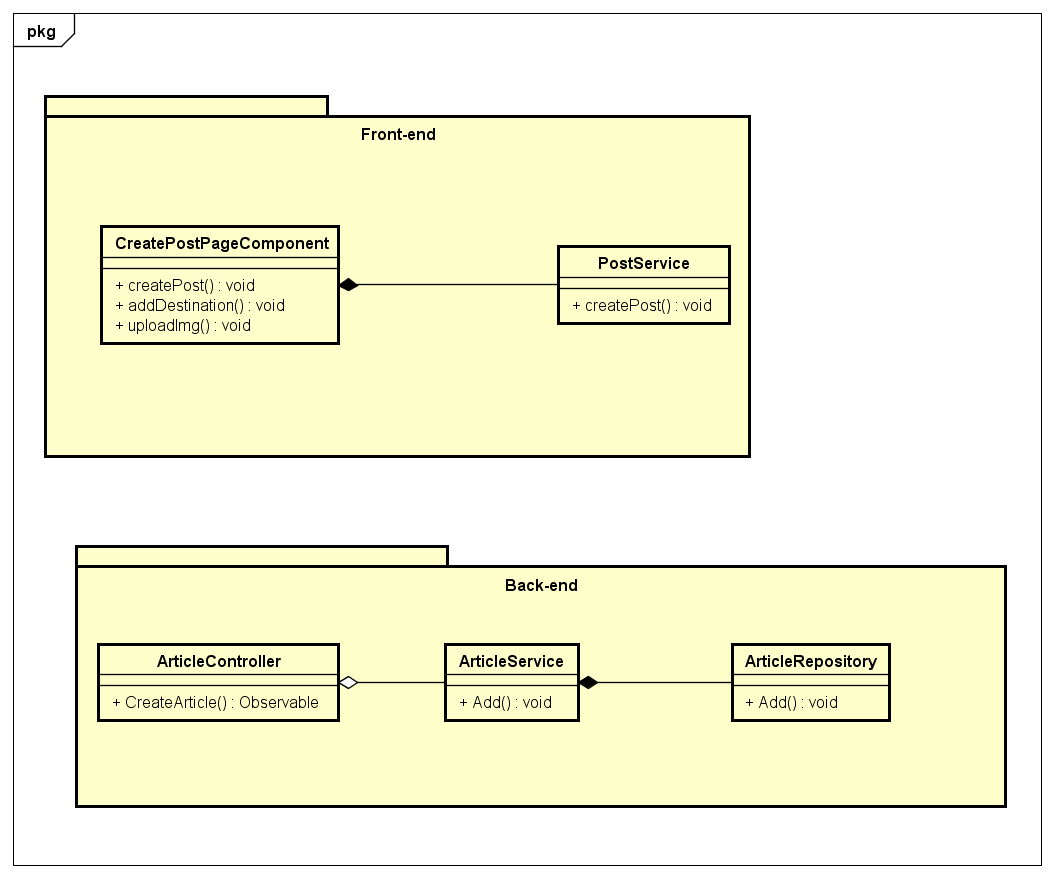 pkg
Front-end
CreatePostPageComponent
+ createPost() : void
+ addDestination() : void
+ uploadImg() : void
PostService
+ createPost() : void
Back-end
ArticleController
+ CreateArticle() : Observable
ArticleService
+ Add() : void
ArticleRepository
+ Add() : void